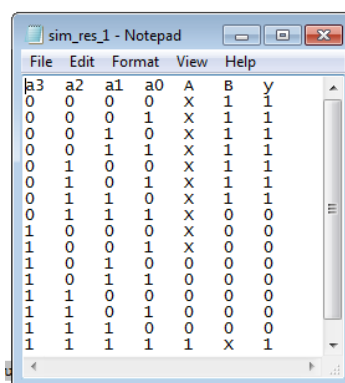 sim_res_1 - Notepad
File Edit Format View Help
a3 a2 a1 a0 A B y
0 0 0 0 X 1 1
0 0 0 1 X 1 1
0 0 1 0 X 1 1
0 0 1 1 X 1 1
0 1 0 0 X 1 1
0 1 0 1 X 1 1
0 1 1 0 X 1 1
0 1 1 1 X 0 0
1 0 0 0 X 0 0
1 0 0 1 X 0 0
1 0 1 0 0 0 0
1 0 1 1 0 0 0
1 1 0 0 0 0 0
1 1 0 1 0 0 0
1 1 1 0 0 0 0
1 1 1 1 1 X 1